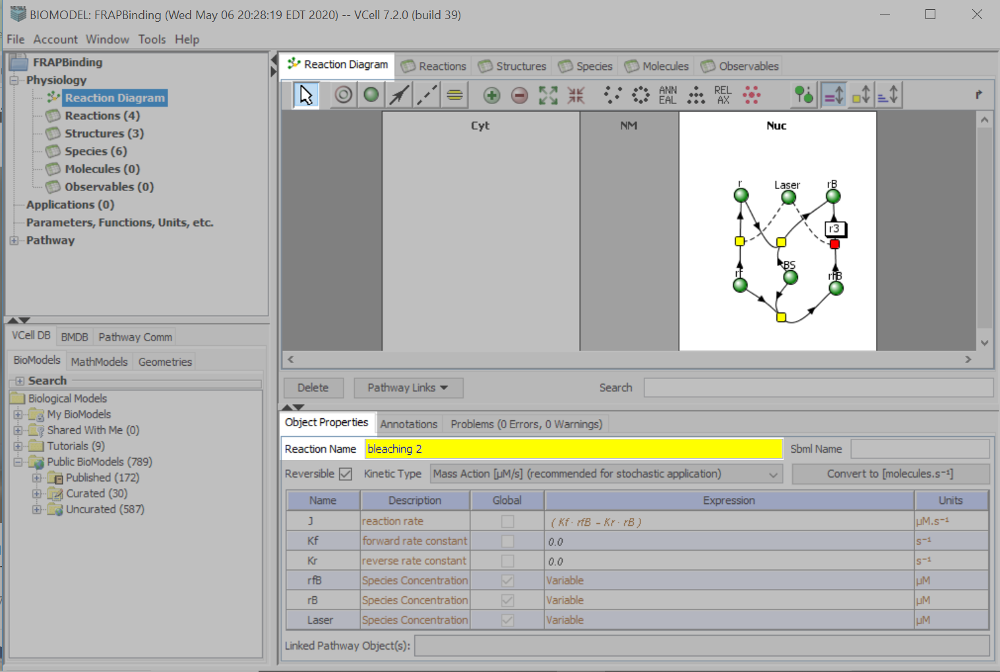 BIOMODEL: FRAPBinding (Wed May 06 20:28:19 EDT 2020) -- VCell 7.2.0 (build 39)
File Account Window Tools Help
FRAPBinding
Physiology
Reaction Diagram
Reactions (4)
Structures (3)
Species (6)
Molecules (0)
Observables (0)
Applications (0)
Parameters, Functions, Units, etc.
Pathway
VCell DB BMDB Pathway Comm
BioModels MathModels Geometries
Search
Biological Models
My BioModels
Shared With Me (0)
Tutorials (9)
Public BioModels (789)
Published (172)
Curated (30)
Uncurated (587)
Reaction Diagram Reactions Structures Species Molecules Observables
ANN
EAL
REL
AX
Cyt NM Nuc
r Laser rB
r3
BS
rf rfB
Delete Pathway Links Search
Object Properties Annotations Problems (0 Errors, 0 Warnings)
Reaction Name bleaching 2 Sbml Name
Reversible Kinetic Type Mass Action [µM/s] (recommended for stochastic application) Convert to [molecules.s⁻¹]
Name Description Global Expression Units
J reaction rate ( Kf · rfB - Kr · rB ) µM.s⁻¹
Kf forward rate constant 0.0 s⁻¹
Kr reverse rate constant 0.0 s⁻¹
rfB Species Concentration Variable µM
rB Species Concentration Variable µM
Laser Species Concentration Variable µM
Linked Pathway Object(s):